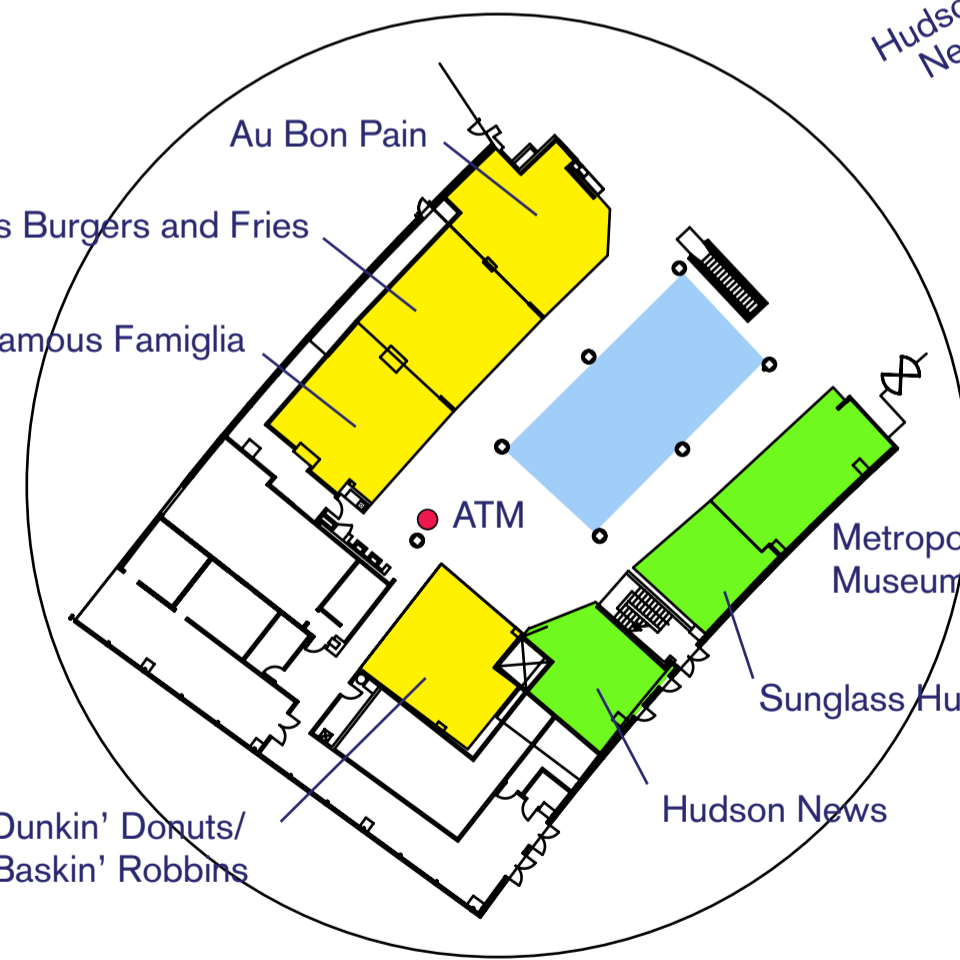 Hudso
Ne
Au Bon Pain
s Burgers and Fries
amous Famiglia
ATM
Metropo
Museum
Sunglass Hu
Hudson News
Dunkin’ Donuts/
Baskin’ Robbins